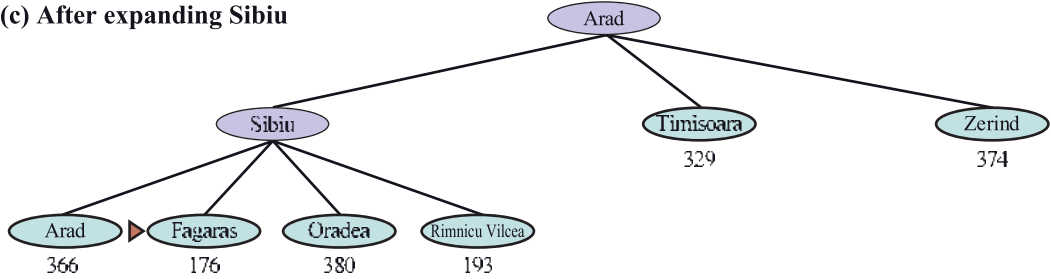 (c) After expanding Sibiu
Arad
Sibiu
Timisoara
Zerind
329
374
Arad
Fagaras
Oradea
Rimnicu Vilcea
366
176
380
193